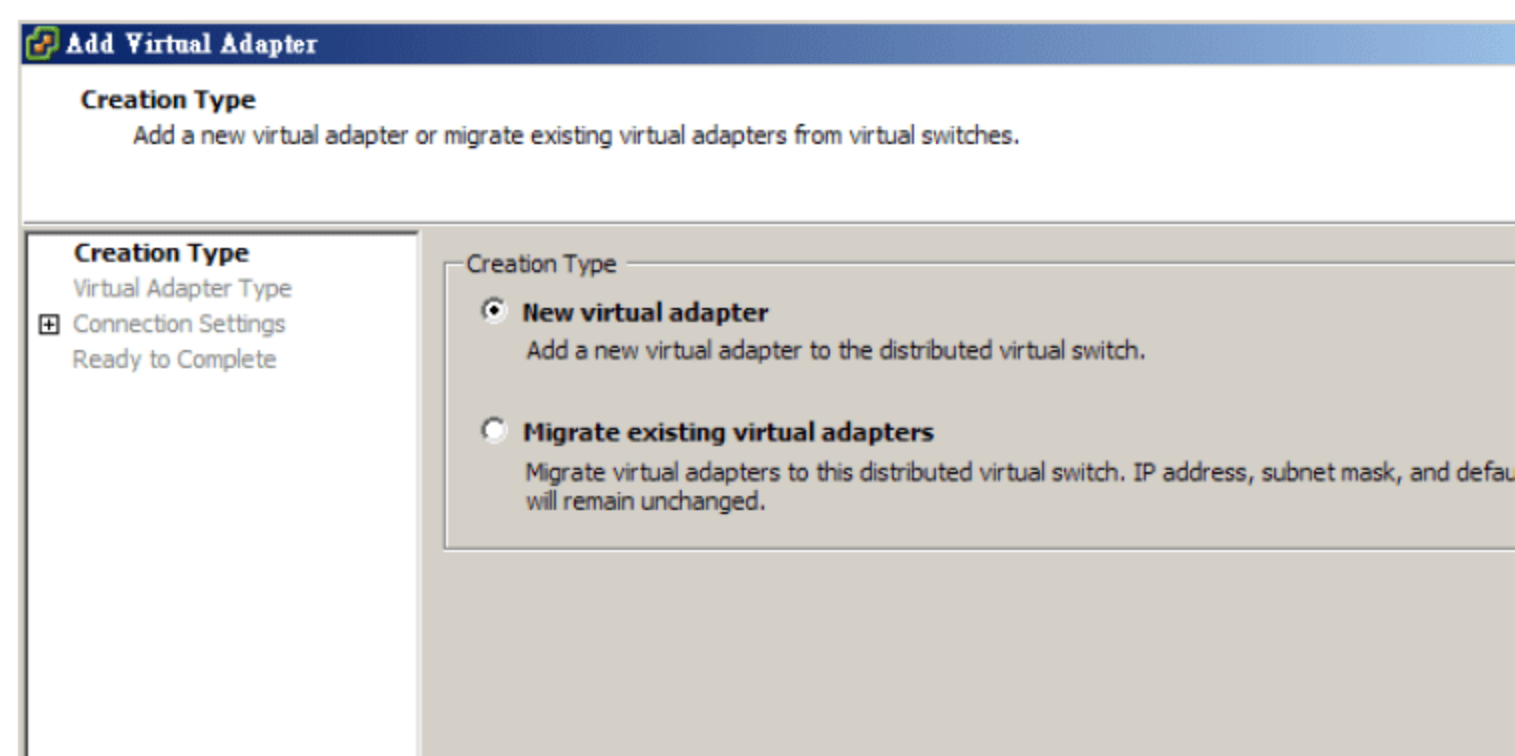 Add Virtual Adapter
Creation Type
Add a new virtual adapter or migrate existing virtual adapters from virtual switches.
Creation Type
Virtual Adapter Type
Connection Settings
Ready to Complete
Creation Type
New virtual adapter
Add a new virtual adapter to the distributed virtual switch.
Migrate existing virtual adapters
Migrate virtual adapters to this distributed virtual switch. IP address, subnet mask, and defau
will remain unchanged.